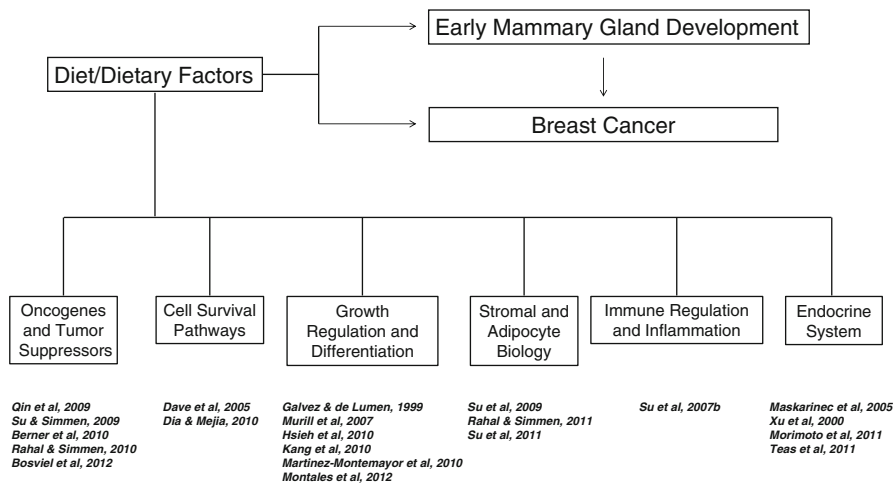 Early Mammary Gland Development
Diet/Dietary Factors
Breast Cancer
Oncogenes
and Tumor
Suppressors
Cell Survival
Pathways
Growth
Regulation and
Differentiation
Stromal and
Adipocyte
Biology
Immune Regulation
and Inflammation
Endocrine
System
Qin et al, 2009
Su & Simmen, 2009
Berner et al, 2010
Rahal & Simmen, 2010
Bosviel et al, 2012
Dave et al, 2005
Dia & Mejia, 2010
Galvez & de Lumen, 1999
Murill et al, 2007
Hsieh et al, 2010
Kang et al, 2010
Martinez-Montemayor et al, 2010
Montales et al, 2012
Su et al, 2009
Rahal & Simmen, 2011
Su et al, 2011
Su et al, 2007b
Maskarinec et al, 2005
Xu et al, 2000
Morimoto et al, 2011
Teas et al, 2011